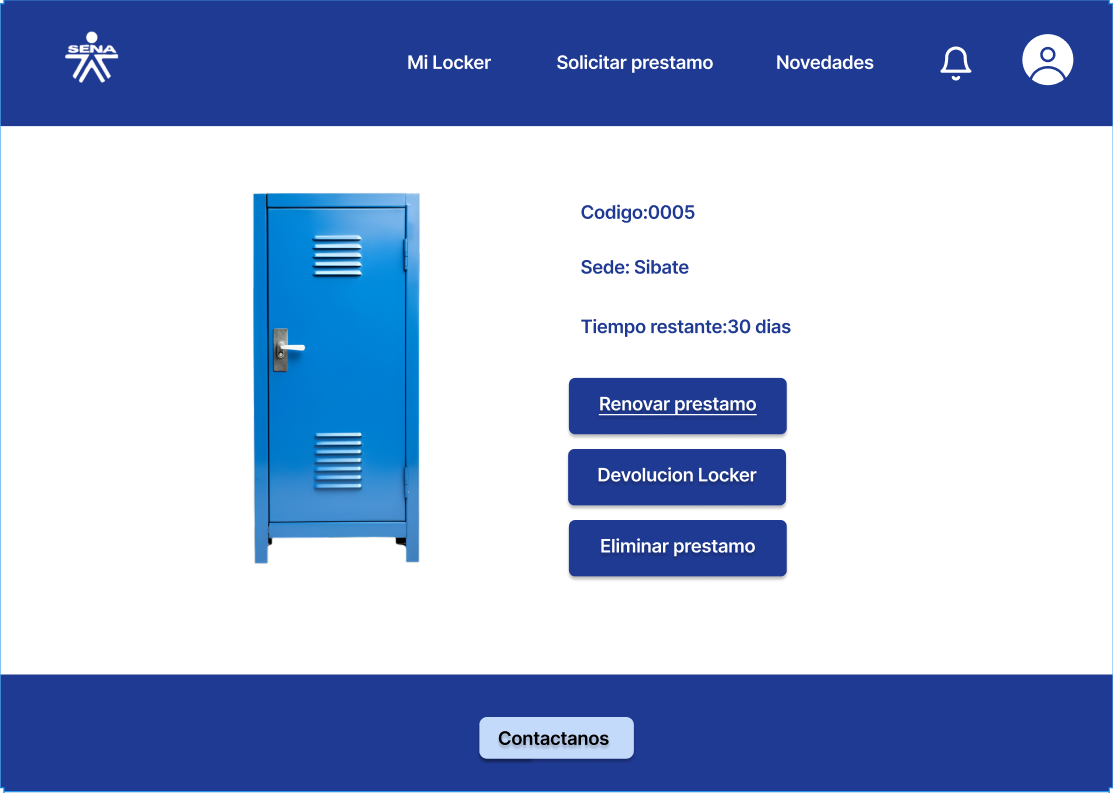 SENA
Mi Locker
Solicitar prestamo
Novedades
Codigo:0005
Sede: Sibate
Tiempo restante:30 dias
Renovar prestamo
Devolucion Locker
Eliminar prestamo
Contactanos